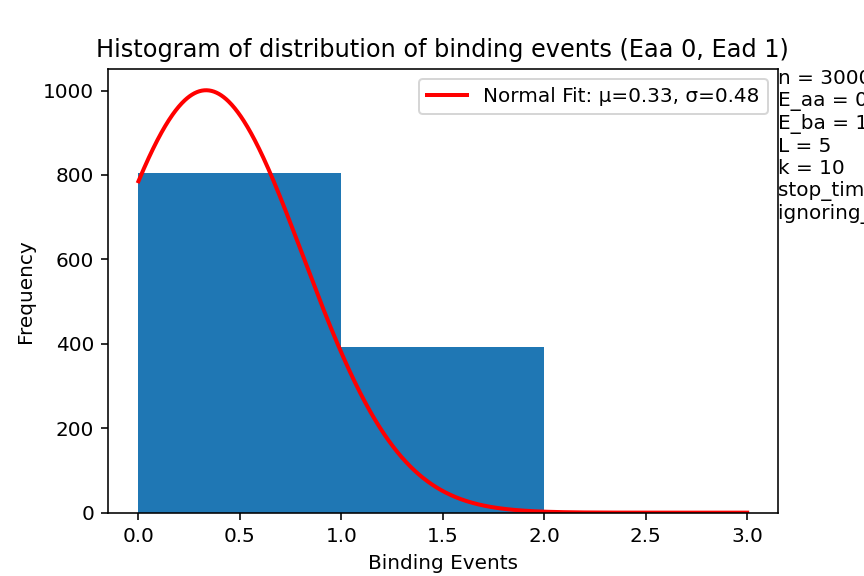 Histogram of distribution of binding events (Eaa 0, Ead 1)
Normal Fit: μ=0.33, σ=0.48
n = 3000
E_aa = 0
E_ba = 1
L = 5
k = 10
stop_tim
ignoring_
Frequency
1000
800
600
400
200
0
0.0 0.5 1.0 1.5 2.0 2.5 3.0
Binding Events